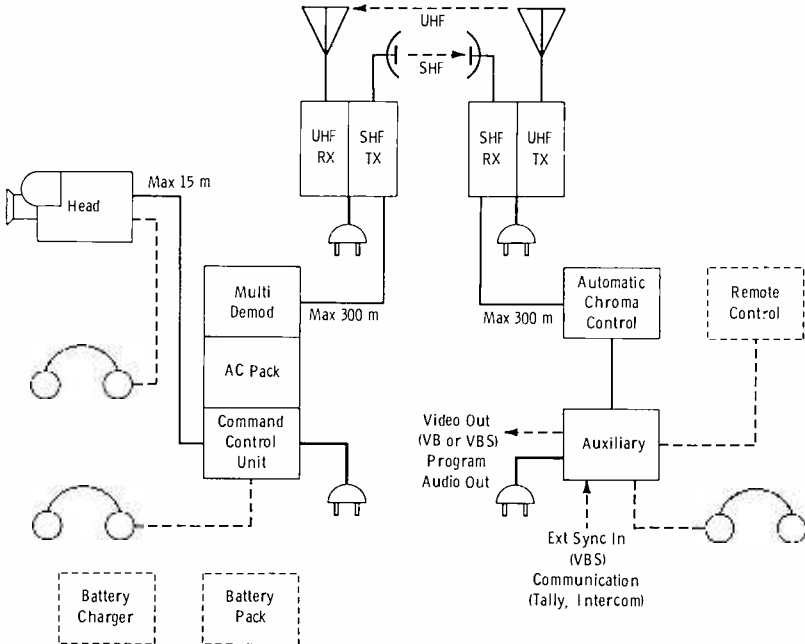 UHF
SHF
UHF
RX
SHF
TX
SHF
RX
UHF
TX
Head
Max 15 m
Multi
Demod
Max 300 m
AC Pack
Command
Control
Unit
Max 300 m
Automatic
Chroma
Control
Remote
Control
Video Out
(VB or VBS)
Program
Audio Out
Auxiliary
Ext Sync In
(VBS)
Communication
(Tally, Intercom)
Battery
Charger
Battery
Pack